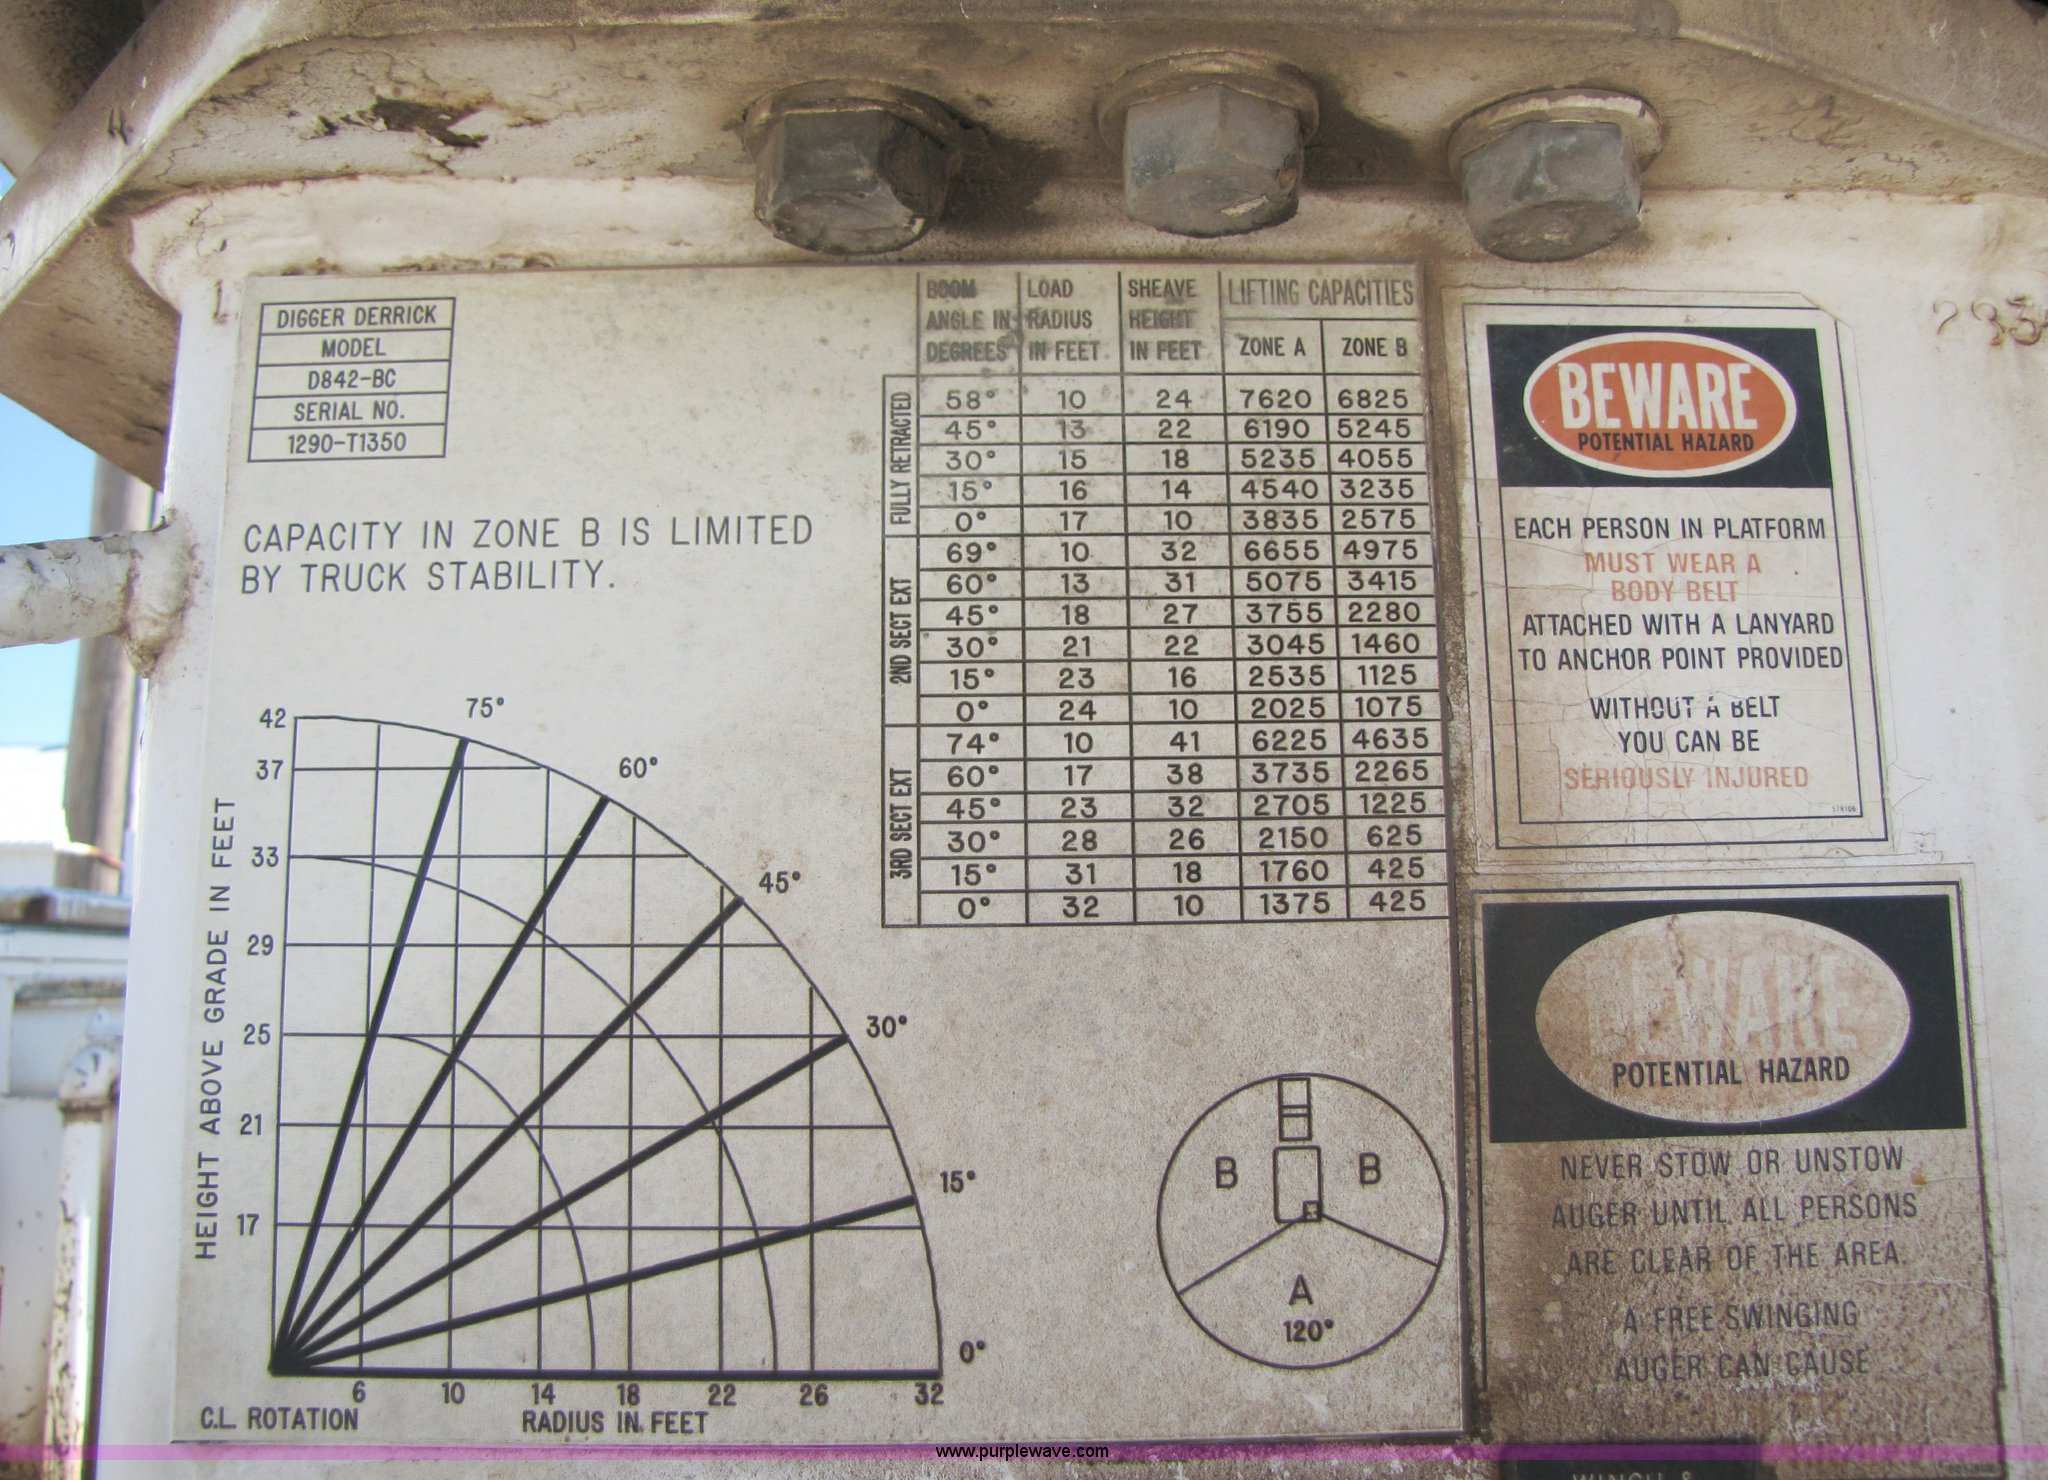 DIGGER DERRICK
MODEL
D842-BC
SERIAL NO.
1290-T1350
CAPACITY IN ZONE B IS LIMITED
BY TRUCK STABILITY.
BOOM ANGLE IN DEGREES LOAD RADIUS IN FEET SHEAVE HEIGHT IN FEET LIFTING CAPACITIES
ZONE A ZONE B
FULLY RETRACTED
58° 10 24 7620 6825
45° 13 22 6190 5245
30° 15 18 5235 4055
15° 16 14 4540 3235
0° 17 10 3835 2575
2ND SECT EXT
69° 10 32 6655 4975
60° 13 31 5075 3415
45° 18 27 3755 2280
30° 21 22 3045 1460
15° 23 16 2535 1125
0° 24 10 2025 1075
3RD SECT EXT
74° 10 41 6225 4635
60° 17 38 3735 2265
45° 23 32 2705 1225
30° 28 26 2150 625
15° 31 18 1760 425
0° 32 10 1375 425
HEIGHT ABOVE GRADE IN FEET
42
37
33
29
25
21
17
75°
60°
45°
30°
15°
0°
6 10 14 18 22 26 32
C.L. ROTATION RADIUS IN FEET
B B
A
120°
BEWARE
POTENTIAL HAZARD
EACH PERSON IN PLATFORM
MUST WEAR A
BODY BELT
ATTACHED WITH A LANYARD
TO ANCHOR POINT PROVIDED
WITHOUT A BELT
YOU CAN BE
SERIOUSLY INJURED
BEWARE
POTENTIAL HAZARD
NEVER STOW OR UNSTOW
AUGER UNTIL ALL PERSONS
ARE CLEAR OF THE AREA.
A FREE SWINGING
AUGER CAN CAUSE
www.purplewave.com